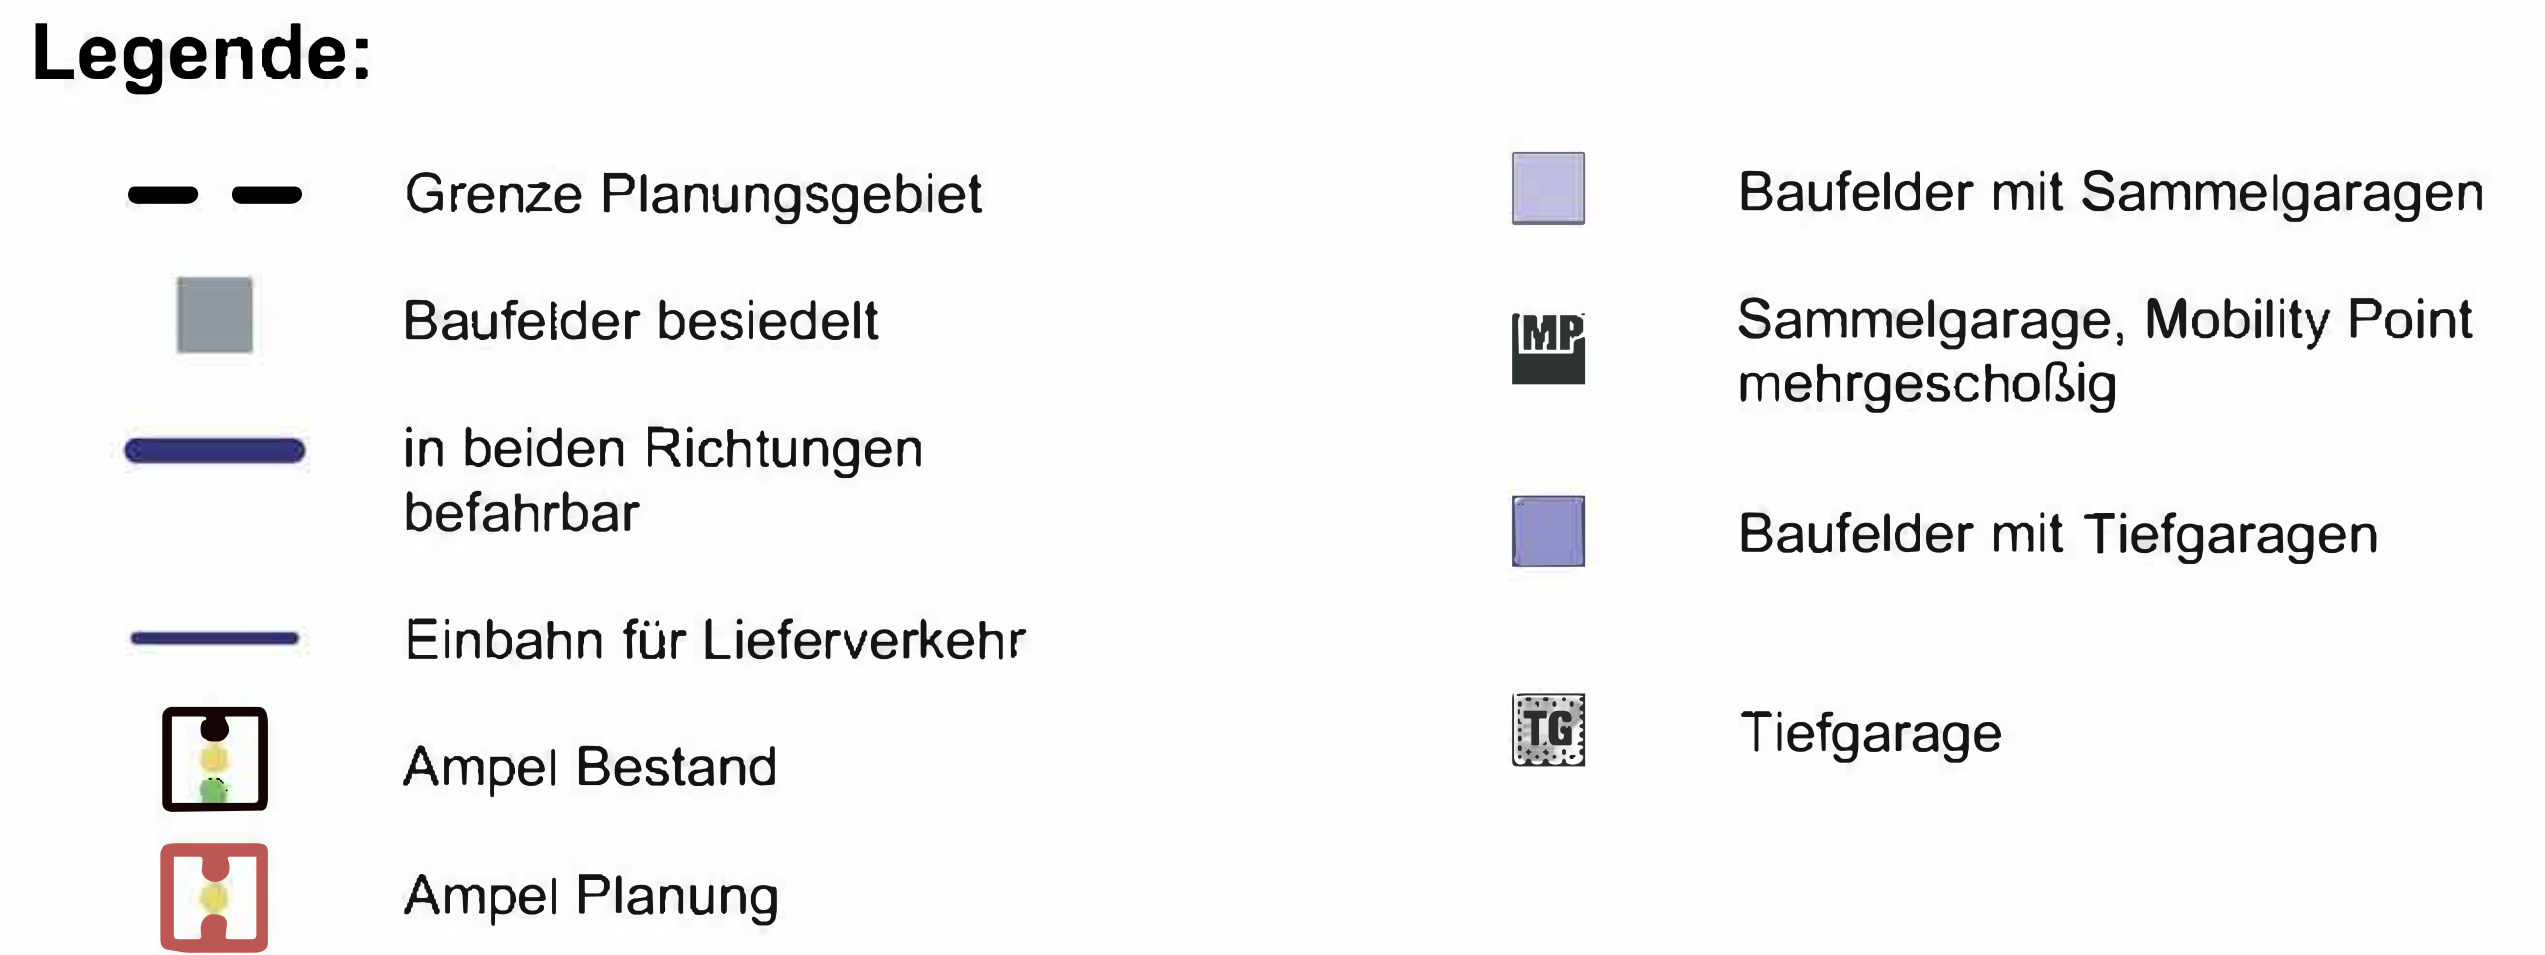 Legende:
Grenze Planungsgebiet
Baufelder besiedelt
in beiden Richtungen
befahrbar
Einbahn für Lieferverkehr
Ampel Bestand
Ampel Planung
Baufelder mit Sammelgaragen
MP
Sammelgarage, Mobility Point
mehrgeschoßig
Baufelder mit Tiefgaragen
TG
Tiefgarage